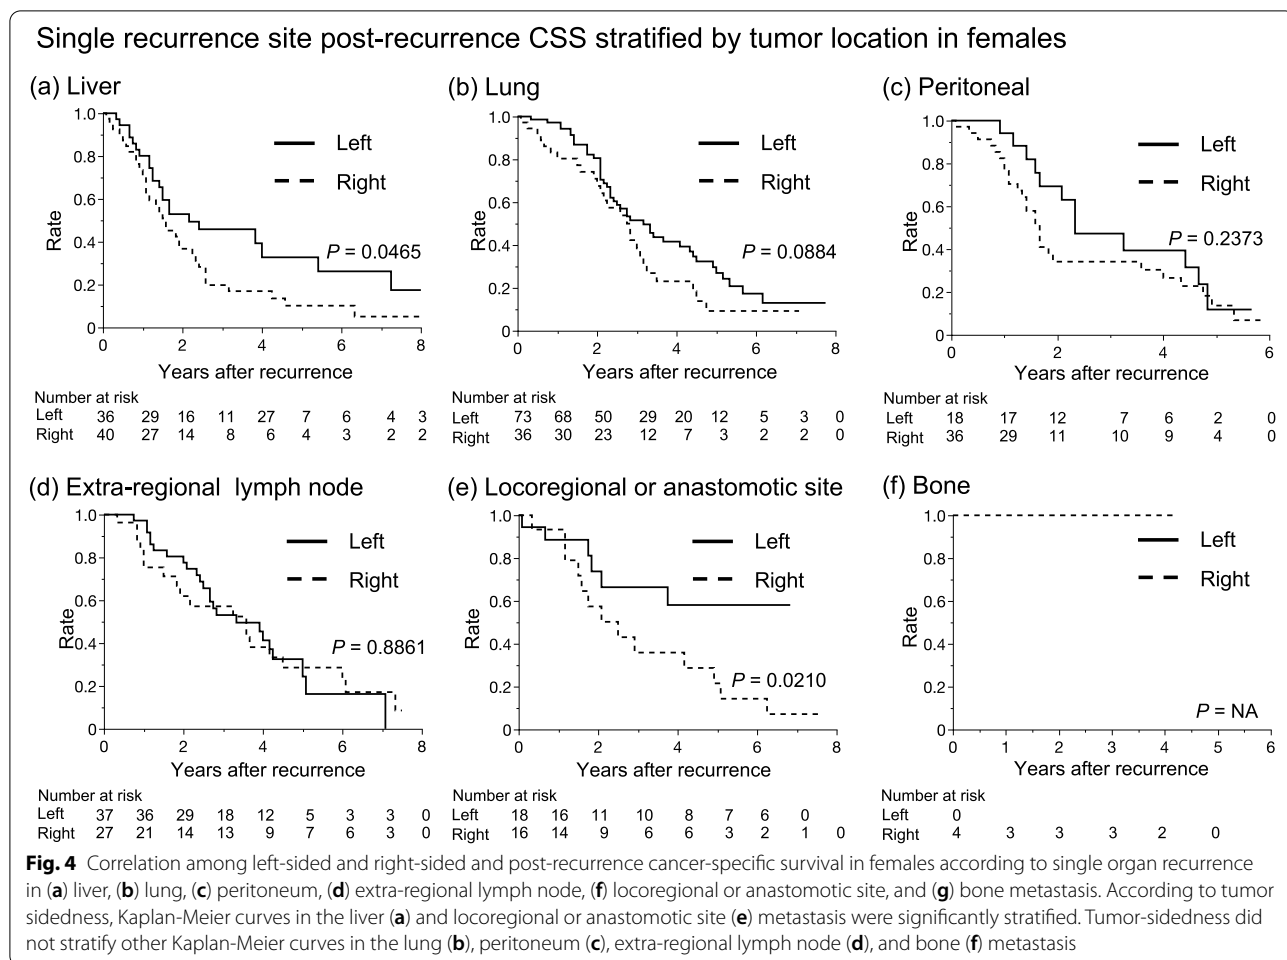 Single recurrence site post-recurrence CSS stratified by tumor location in females
(a) Liver
1.0
0.8
0.6
0.4
0.2
0
Rate
Left
Right
P = 0.0465
0 2 4 6 8
Years after recurrence
Number at risk
Left 36 29 16 11 27 7 6 4 3
Right 40 27 14 8 6 4 3 2 2
(b) Lung
1.0
0.8
0.6
0.4
0.2
0
Rate
Left
Right
P = 0.0884
0 2 4 6 8
Years after recurrence
Number at risk
Left 73 68 50 29 20 12 5 3 0
Right 36 30 23 12 7 3 2 2 0
(c) Peritoneal
1.0
0.8
0.6
0.4
0.2
0
Rate
Left
Right
P = 0.2373
0 2 4 6
Years after recurrence
Number at risk
Left 18 17 12 7 6 2 0
Right 36 29 11 10 9 4 0
(d) Extra-regional lymph node
1.0
0.8
0.6
0.4
0.2
0
Rate
Left
Right
P = 0.8861
0 2 4 6 8
Years after recurrence
Number at risk
Left 37 36 29 18 12 5 3 3 0
Right 27 21 14 13 9 7 6 3 0
(e) Locoregional or anastomotic site
1.0
0.8
0.6
0.4
0.2
0
Rate
Left
Right
P = 0.0210
0 2 4 6 8
Years after recurrence
Number at risk
Left 18 16 11 10 8 7 6 0
Right 16 14 9 6 6 3 2 1 0
(f) Bone
1.0
0.8
0.6
0.4
0.2
0
Rate
Left
Right
P = NA
0 1 2 3 4 5 6
Years after recurrence
Number at risk
Left 0
Right 4 3 3 3 2 0
Fig. 4 Correlation among left-sided and right-sided and post-recurrence cancer-specific survival in females according to single organ recurrence
in (a) liver, (b) lung, (c) peritoneum, (d) extra-regional lymph node, (f) locoregional or anastomotic site, and (g) bone metastasis. According to tumor
sidedness, Kaplan-Meier curves in the liver (a) and locoregional or anastomotic site (e) metastasis were significantly stratified. Tumor-sidedness did
not stratify other Kaplan-Meier curves in the lung (b), peritoneum (c), extra-regional lymph node (d), and bone (f) metastasis